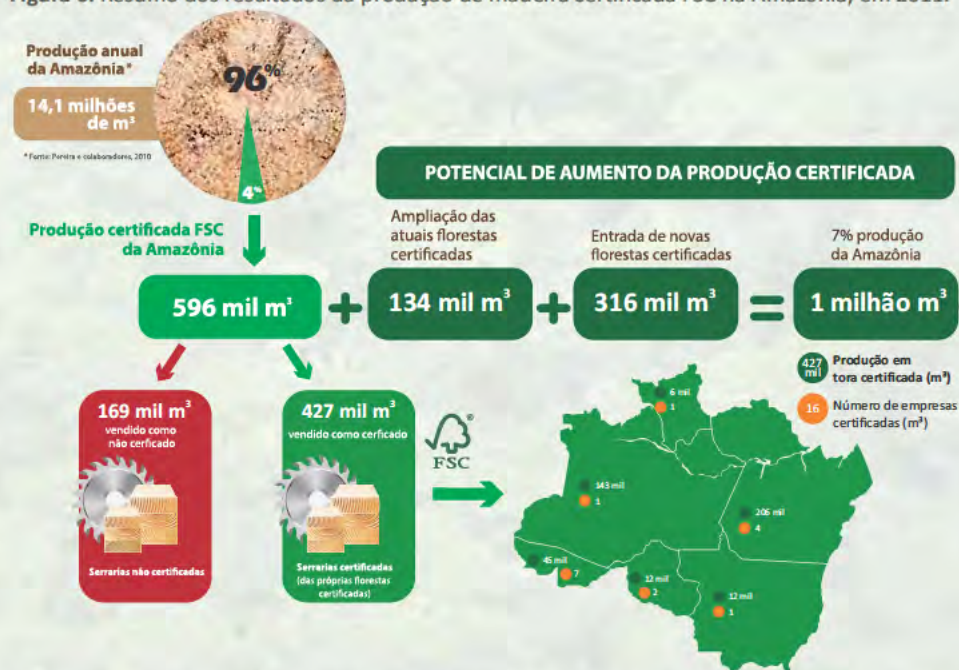 Produção anual
da Amazônia*
14,1 milhões
de m³
* Fonte: Pereira e colaboradores, 2010
96%
4%
POTENCIAL DE AUMENTO DA PRODUÇÃO CERTIFICADA
Produção certificada FSC
da Amazônia
Ampliação das
atuais florestas
certificadas
Entrada de novas
florestas certificadas
7% produção
da Amazônia
596 mil m³
+
134 mil m³
+
316 mil m³
=
1 milhão m³
169 mil m³
vendido como
não cerficado
Serrarias não certificadas
427 mil m³
vendido como cerficado
Serrarias certificadas
(das próprias florestas
certificadas)
®
FSC
427
mil
Produção em
tora certificada (m³)
16
Número de empresas
certificadas (m³)
6 mil
1
143 mil
1
206 mil
4
45 mil
7
12 mil
2
12 mil
1